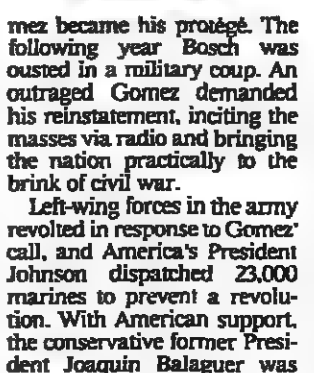 mez became his protégé. The
following year Bosch was
ousted in a military coup. An
outraged Gomez demanded
his reinstatement, inciting the
masses via radio and bringing
the nation practically to the
brink of civil war.
Left-wing forces in the army
revolted in response to Gomez'
call, and America's President
Johnson dispatched 23,000
marines to prevent a revolu-
tion. With American support,
the conservative former Presi-
dent Joaquin Balaguer was